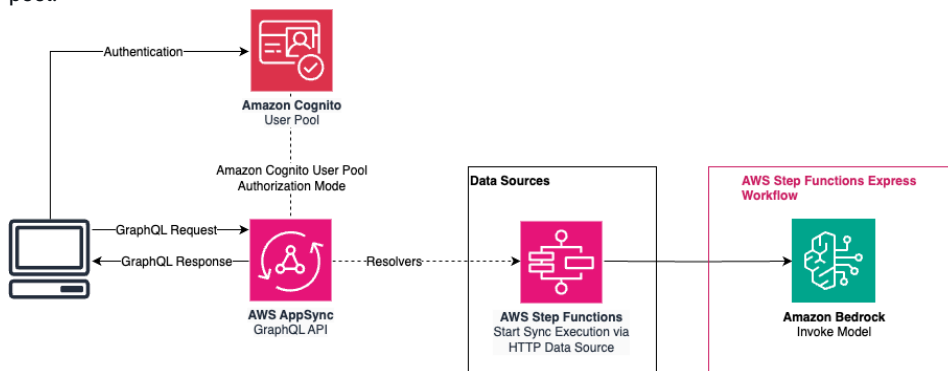 Authentication
Amazon Cognito
User Pool
Amazon Cognito User Pool
Authorization Mode
Data Sources
AWS Step Functions Express
Workflow
GraphQL Request
GraphQL Response
Resolvers
AWS AppSync
GraphQL API
AWS Step Functions
Start Sync Execution via
HTTP Data Source
Amazon Bedrock
Invoke Model